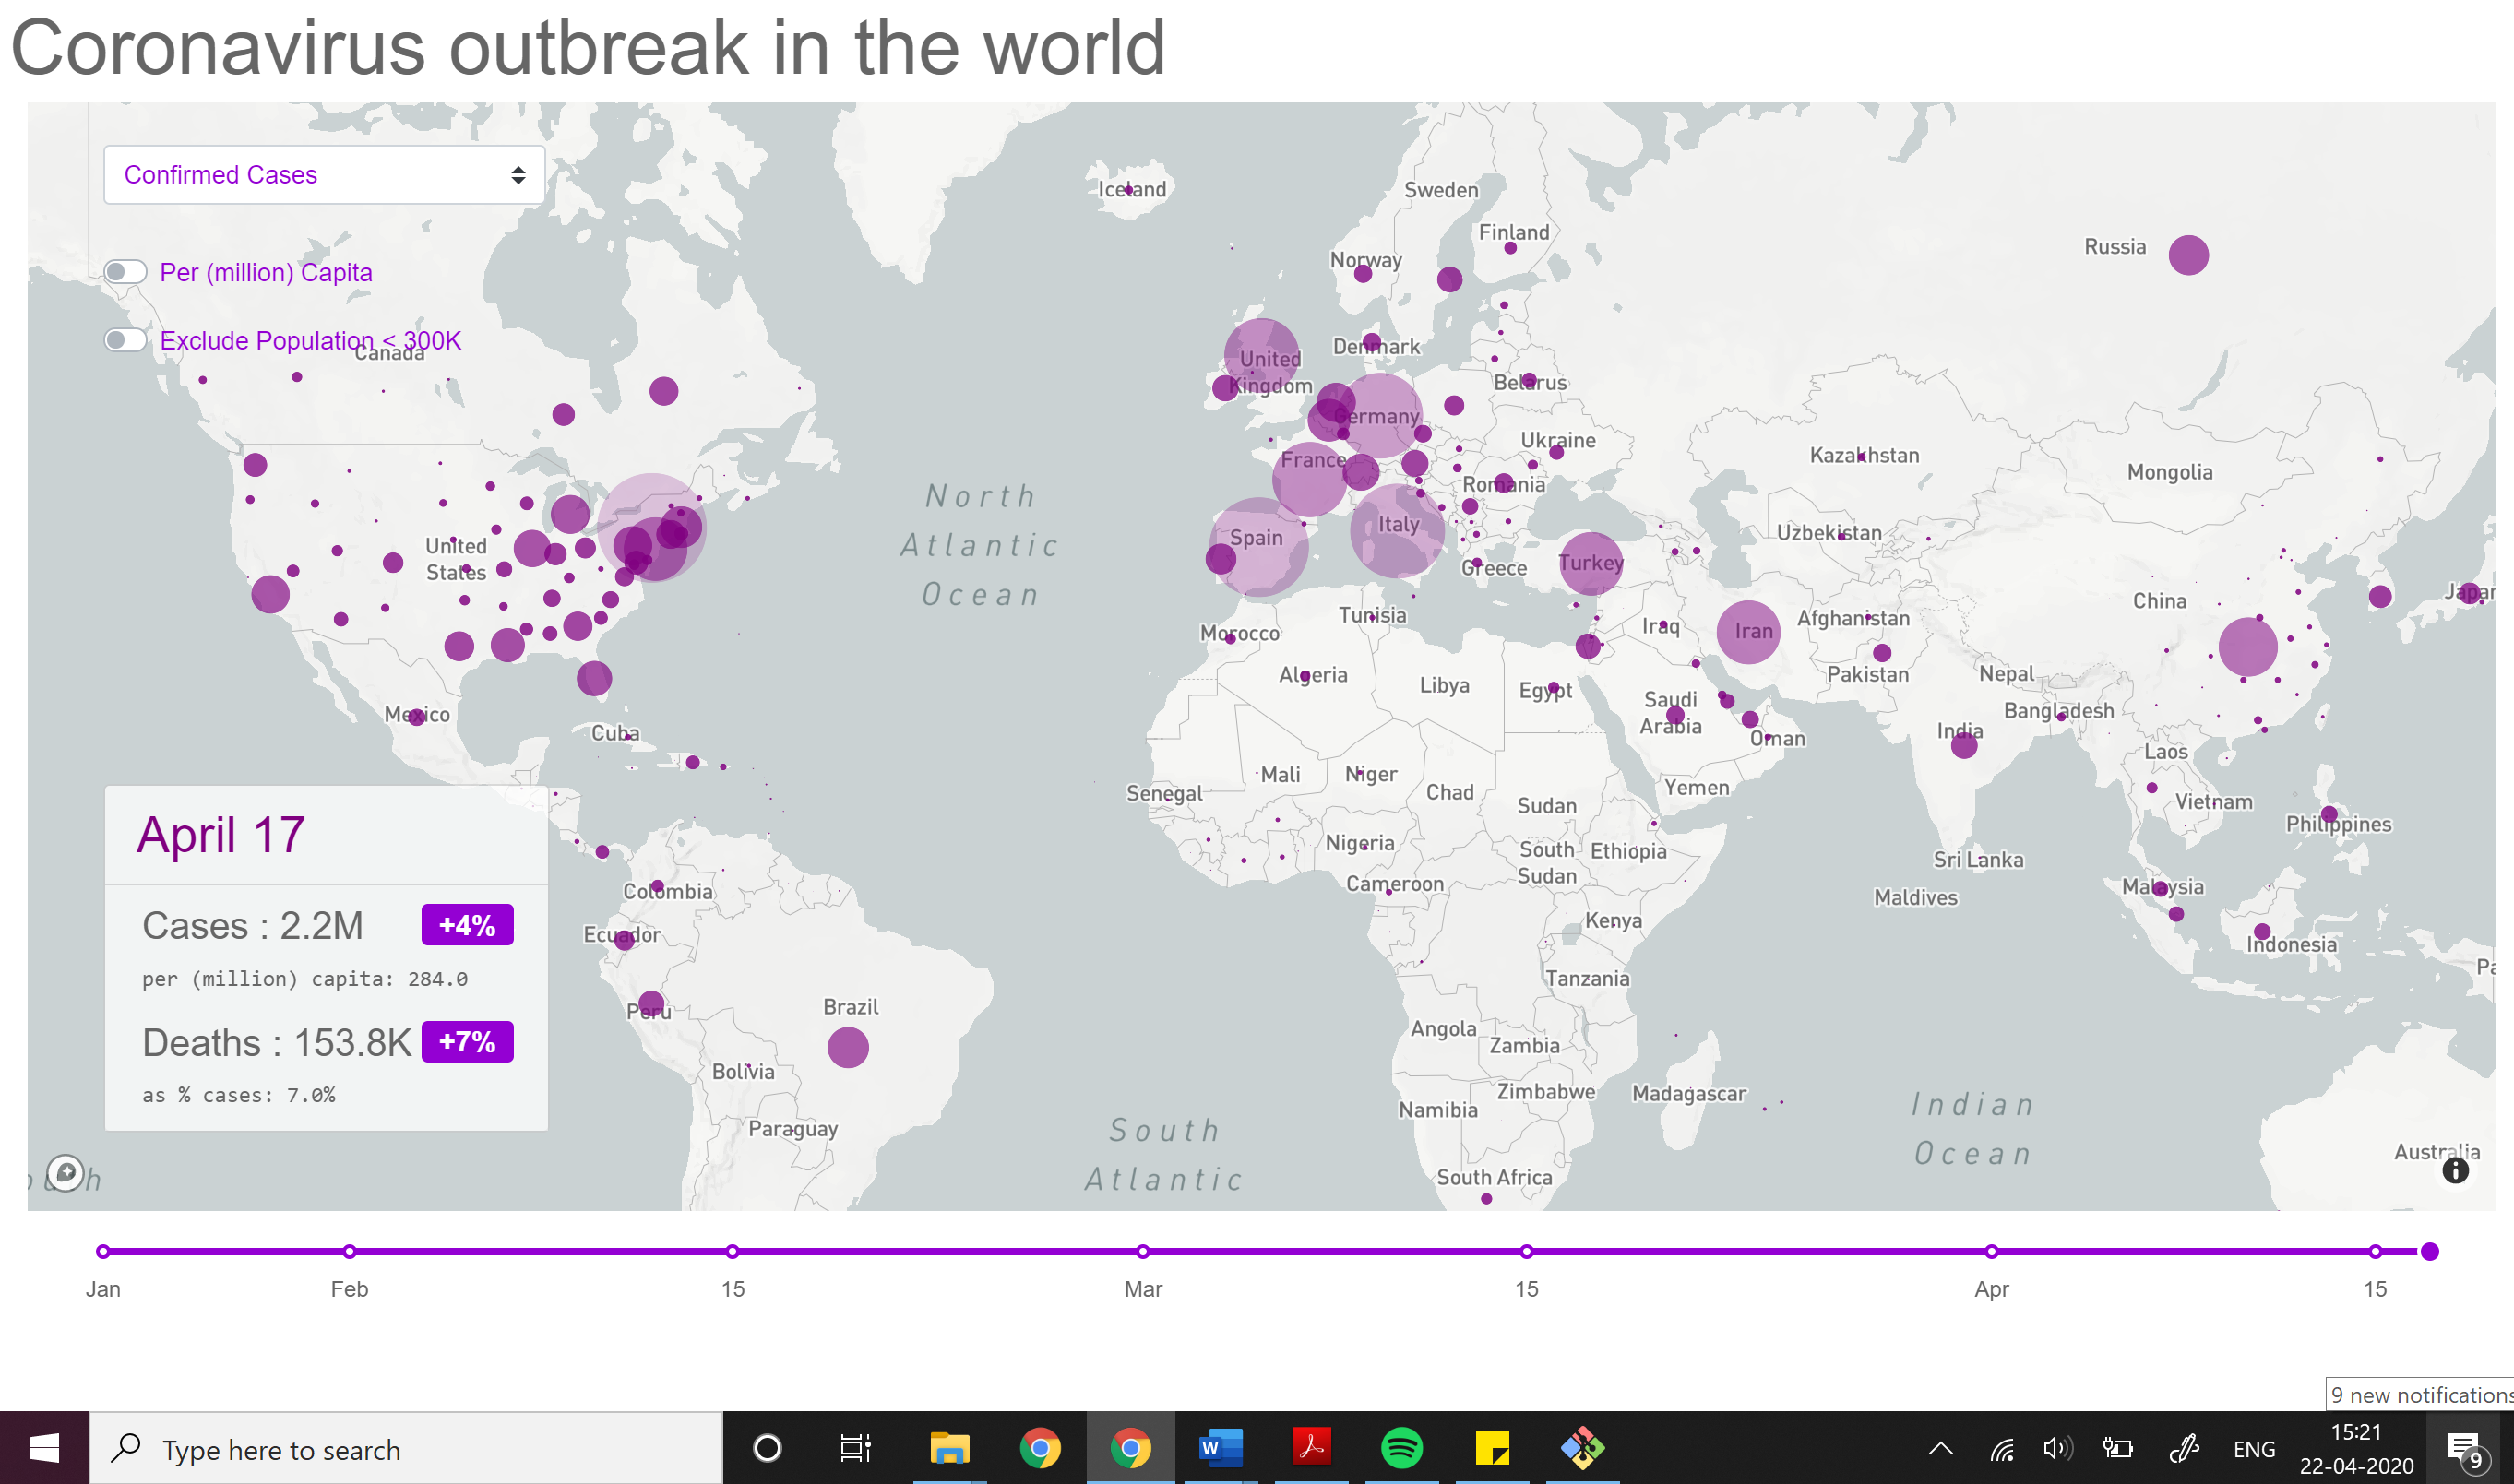 Coronavirus outbreak in the world
Confirmed Cases
Per (million) Capita
Exclude Population < 300K
Canada
Iceland
Sweden
Finland
Norway
Russia
Denmark
United
Kingdom
Belarus
Germany
Ukraine
France
Kazakhstan
Mongolia
Romania
North
Atlantic
Ocean
United
States
Spain
Italy
Uzbekistan
Turkey
Greece
China
Japan
Tunisia
Morocco
Iraq
Iran
Afghanistan
Algeria
Libya
Egypt
Pakistan
Nepal
Saudi
Arabia
Bangladesh
Mexico
Cuba
Oman
India
Laos
Mali
Niger
Chad
Senegal
Sudan
Yemen
Vietnam
Philippines
Nigeria
South
Sudan
Ethiopia
Sri Lanka
Cameroon
Maldives
Malaysia
Colombia
Ecuador
Kenya
Indonesia
Pa
Tanzania
Peru
Brazil
Angola
Zambia
Bolivia
Zimbabwe
Madagascar
Namibia
Paraguay
South
Atlantic
Indian
Ocean
South Africa
Australia
April 17
Cases : 2.2M +4%
per (million) capita: 284.0
Deaths : 153.8K +7%
as % cases: 7.0%
Jan Feb 15 Mar 15 Apr 15
9 new notifications
Type here to search
W
ENG
15:21
22-04-2020
9